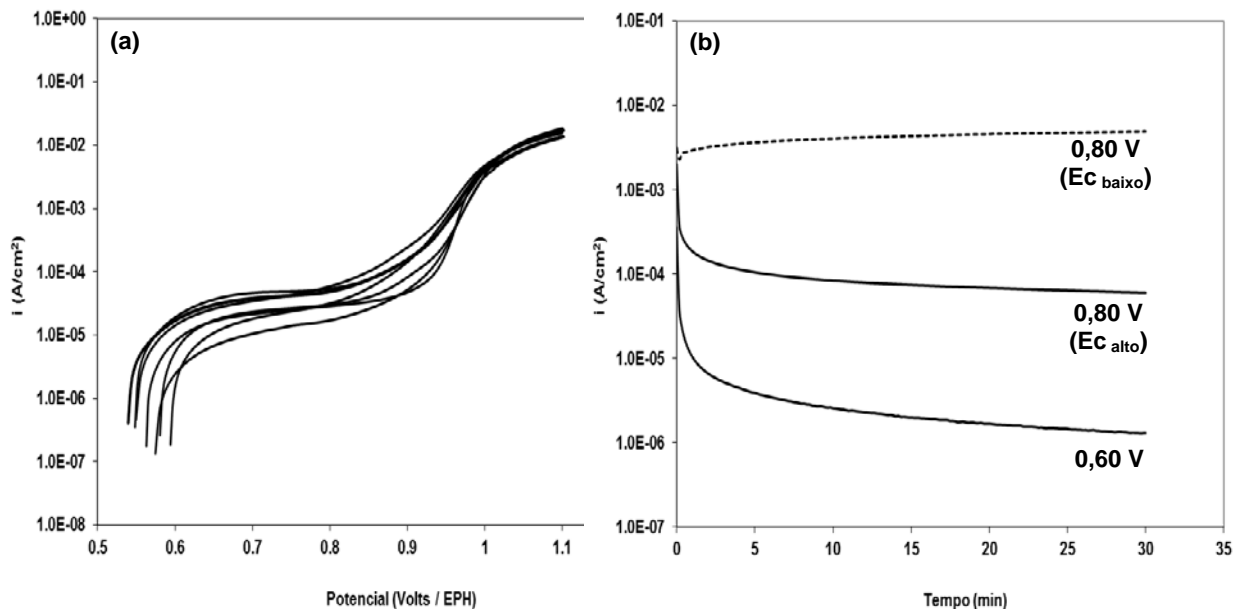 (a)
1.0E+00
1.0E-01
1.0E-02
1.0E-03
1.0E-04
1.0E-05
1.0E-06
1.0E-07
1.0E-08
i (A/cm²)
0.5 0.6 0.7 0.8 0.9 1 1.1
Potencial (Volts / EPH)
(b)
1.0E-01
1.0E-02
1.0E-03
1.0E-04
1.0E-05
1.0E-06
1.0E-07
i (A/cm²)
0,80 V
(Ec baixo)
0,80 V
(Ec alto)
0,60 V
0 5 10 15 20 25 30 35
Tempo (min)